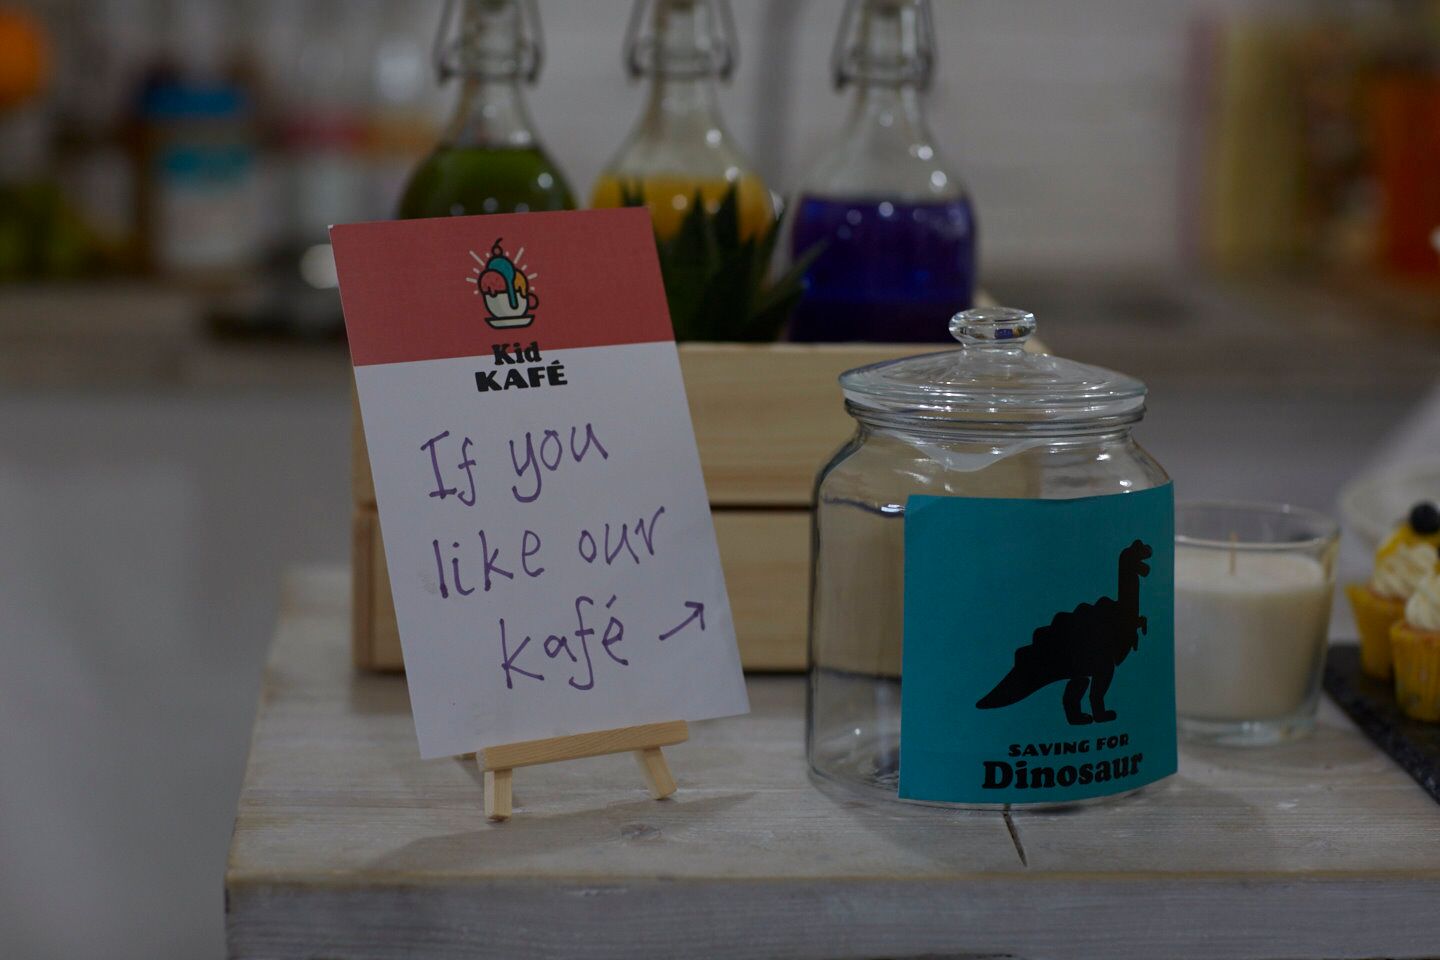 Kid
KAFÉ
If you
like our
kafé →
SAVING FOR
Dinosaur